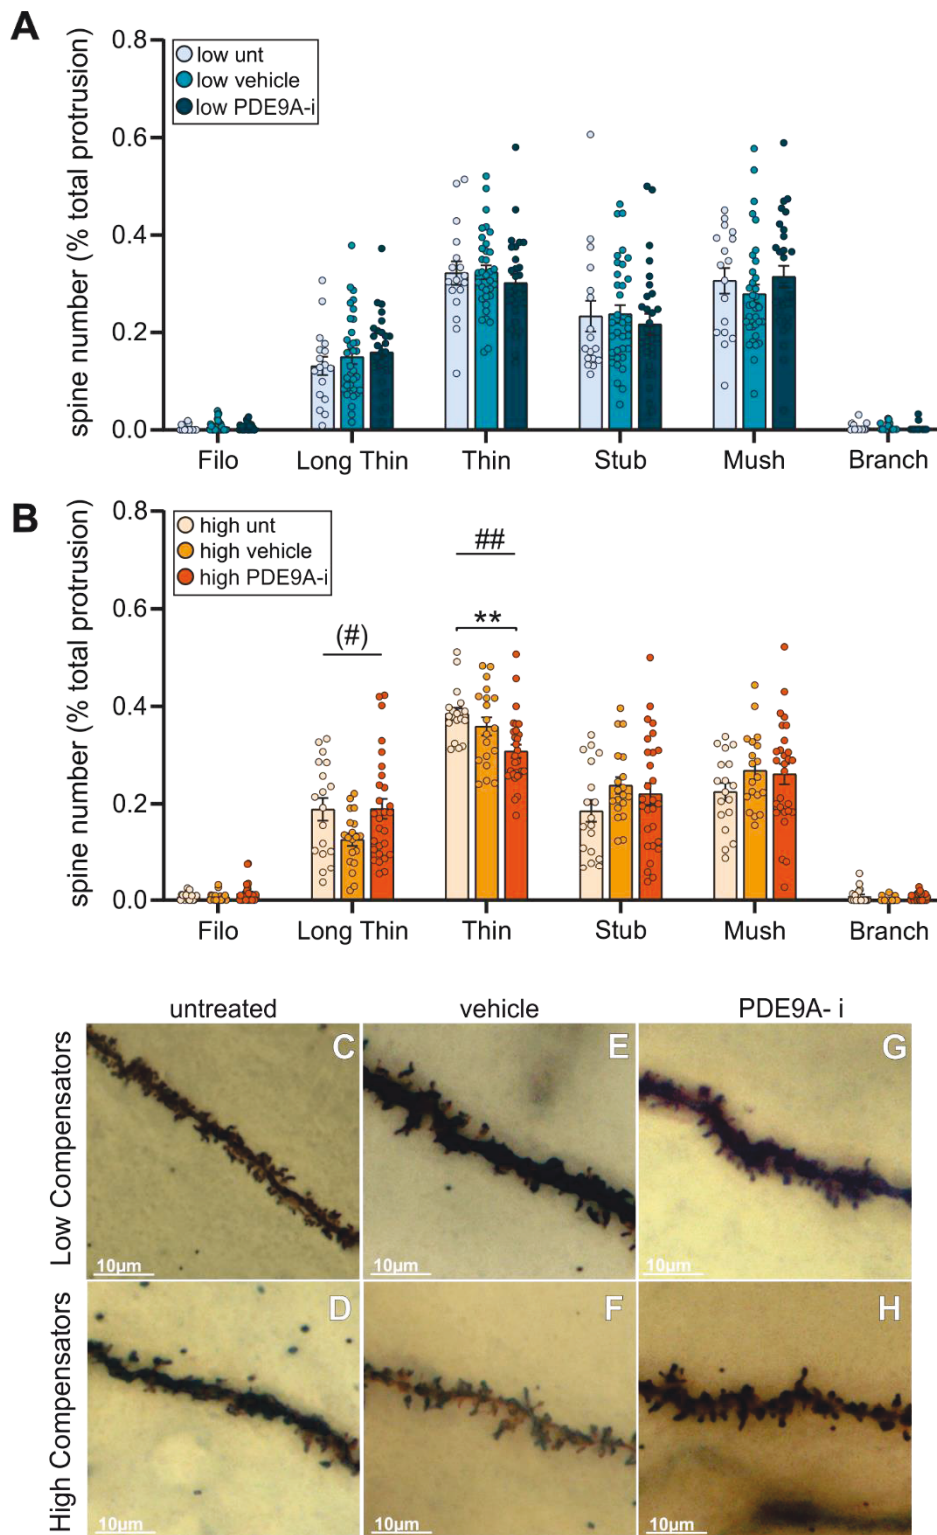 A
spine number (% total protrusion)
0.8
0.6
0.4
0.2
0.0
low unt
low vehicle
low PDE9A-i
Filo
Long Thin
Thin
Stub
Mush
Branch
B
spine number (% total protrusion)
0.8
0.6
0.4
0.2
0
high unt
high vehicle
high PDE9A-i
(#)
##
**
Filo
Long Thin
Thin
Stub
Mush
Branch
untreated
vehicle
PDE9A- i
Low Compensators
C
10µm
E
10µm
G
10µm
High Compensators
D
10µm
F
10µm
H
10µm